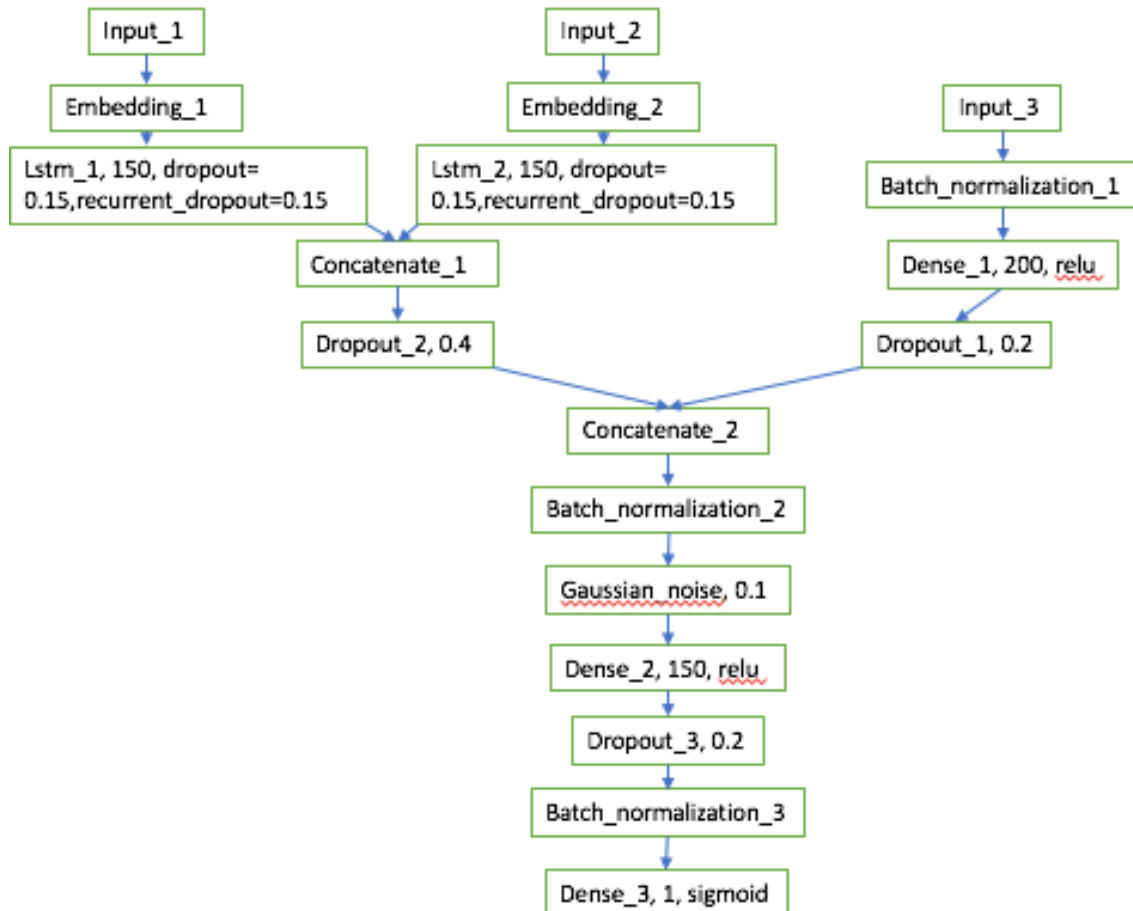 Input_1
Input_2
Embedding_1
Embedding_2
Input_3
Lstm_1, 150, dropout=
0.15,recurrent_dropout=0.15
Lstm_2, 150, dropout=
0.15,recurrent_dropout=0.15
Batch_normalization_1
Concatenate_1
Dense_1, 200, relu
Dropout_2, 0.4
Dropout_1, 0.2
Concatenate_2
Batch_normalization_2
Gaussian_noise, 0.1
Dense_2, 150, relu
Dropout_3, 0.2
Batch_normalization_3
Dense_3, 1, sigmoid